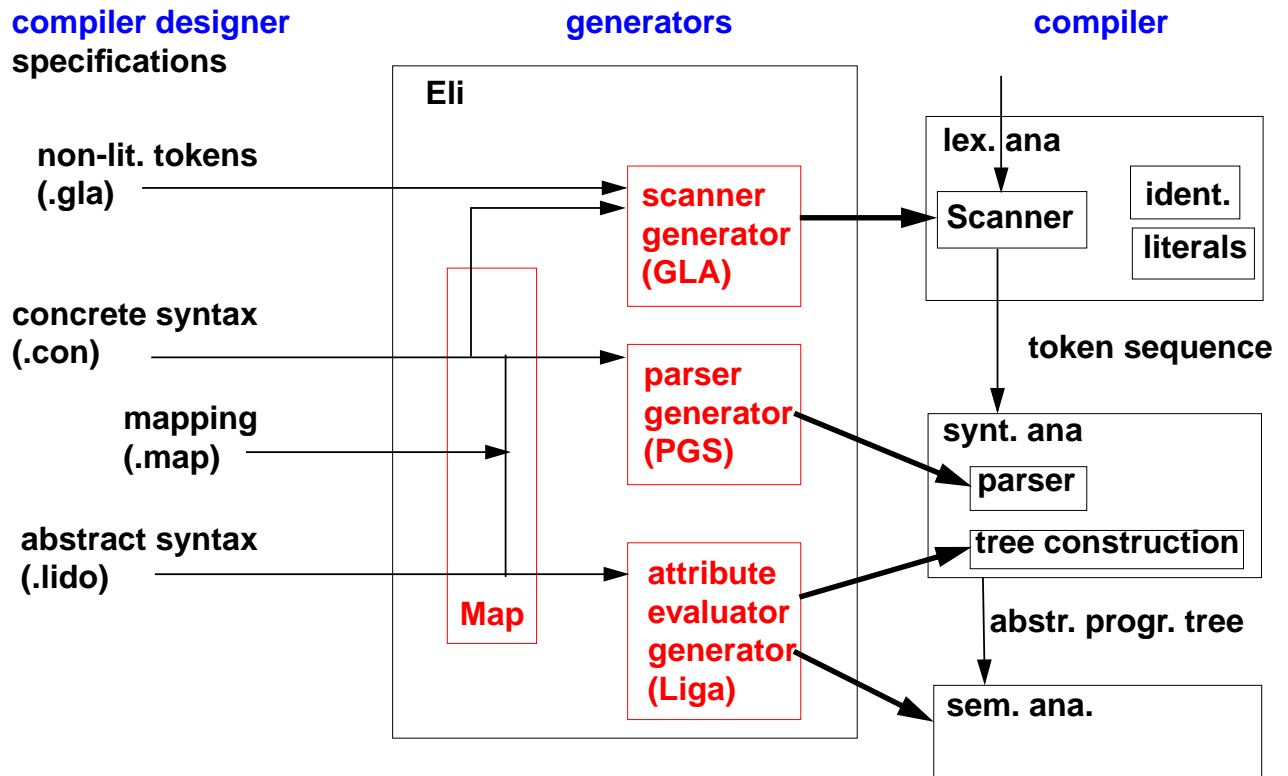 compiler designer
specifications
generators
compiler
Eli
non-lit. tokens
(.gla)
concrete syntax
(.con)
mapping
(.map)
abstract syntax
(.lido)
Map
scanner
generator
(GLA)
parser
generator
(PGS)
attribute
evaluator
generator
(Liga)
lex. ana
Scanner
ident.
literals
token sequence
synt. ana
parser
tree construction
abstr. progr. tree
sem. ana.